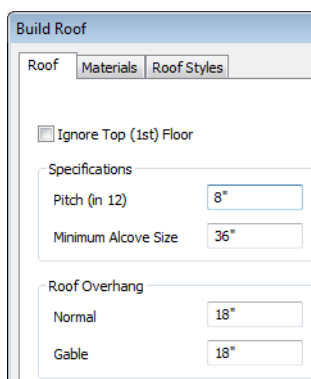 Build Roof
Roof Materials Roof Styles
Ignore Top (1st) Floor
Specifications
Pitch (in 12) 8"
Minimum Alcove Size 36"
Roof Overhang
Normal 18"
Gable 18"